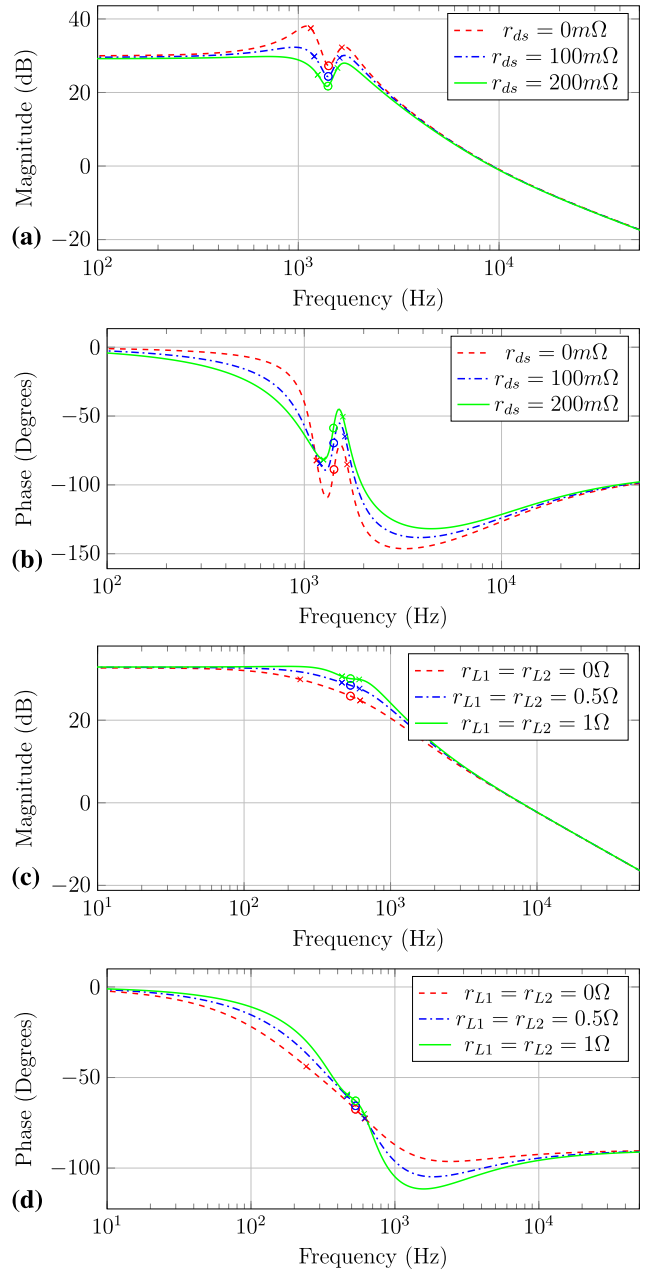 40
20
0
−20
Magnitude (dB)
r_ds = 0mΩ
r_ds = 100mΩ
r_ds = 200mΩ
(a)
10^2 10^3 10^4
Frequency (Hz)
0
−50
−100
−150
Phase (Degrees)
r_ds = 0mΩ
r_ds = 100mΩ
r_ds = 200mΩ
(b)
10^2 10^3 10^4
Frequency (Hz)
20
0
−20
Magnitude (dB)
r_L1 = r_L2 = 0Ω
r_L1 = r_L2 = 0.5Ω
r_L1 = r_L2 = 1Ω
(c)
10^1 10^2 10^3 10^4
Frequency (Hz)
0
−50
−100
Phase (Degrees)
r_L1 = r_L2 = 0Ω
r_L1 = r_L2 = 0.5Ω
r_L1 = r_L2 = 1Ω
(d)
10^1 10^2 10^3 10^4
Frequency (Hz)